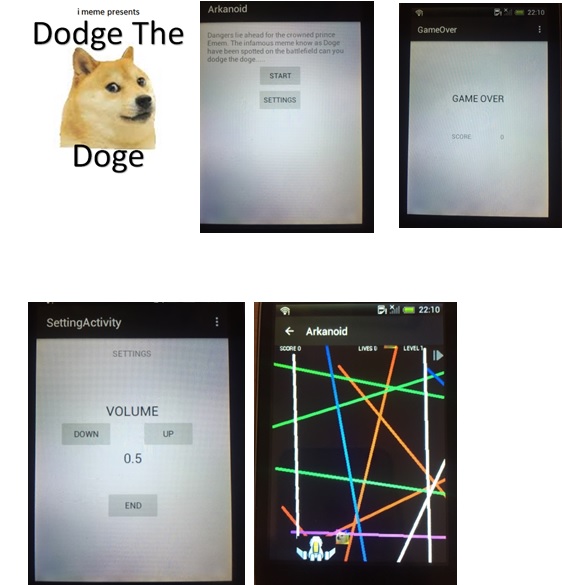 i meme presents
Dodge The
Doge
Arkanoid
Dangers lie ahead for the crowned prince
Emem. The infamous meme know as Doge
have been spotted on the battlefield can you
dodge the doge.....
START
SETTINGS
22:10
GameOver
GAME OVER
SCORE 0
SettingActivity
SETTINGS
VOLUME
DOWN UP
0.5
END
22:10
Arkanoid
SCORE 0 LIVES 0 LEVEL 1